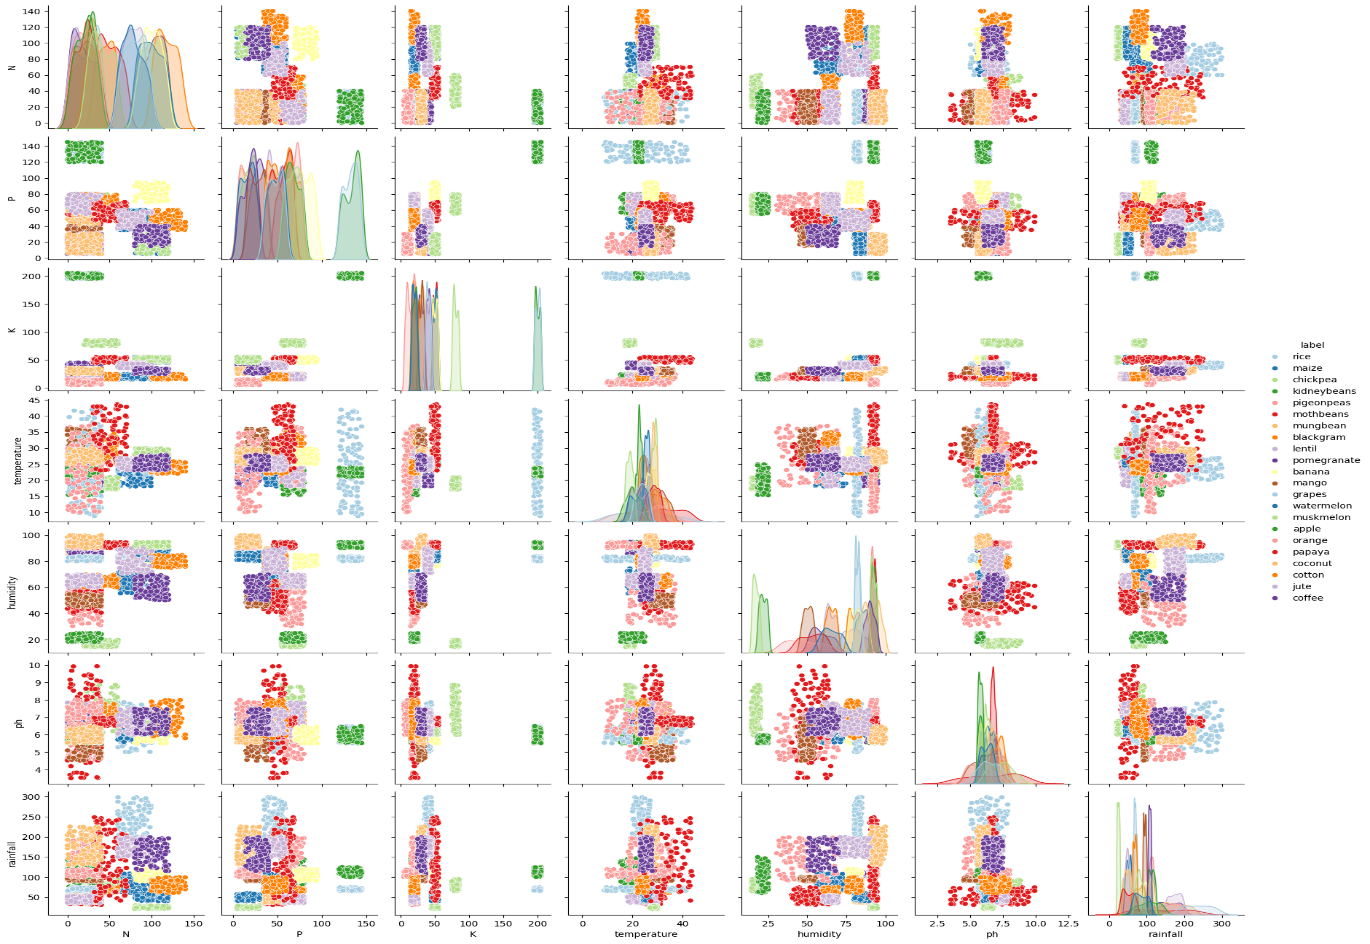 140
120
100
80
60
40
20
0
N
140
120
100
80
60
40
20
0
P
200
150
100
50
0
K
45
40
35
30
25
20
15
10
temperature
100
80
60
40
20
humidity
10
9
8
7
6
5
4
ph
300
250
200
150
100
50
rainfall
0 50 100 150
N
0 50 100 150
P
0 50 100 150 200
K
0 20 40
temperature
25 50 75 100
humidity
2.5 5.0 7.5 10.0 12.5
ph
0 100 200 300
rainfall
label
rice
maize
chickpea
kidneybeans
pigeonpeas
mothbeans
mungbean
blackgram
lentil
pomegranate
banana
mango
grapes
watermelon
muskmelon
apple
orange
papaya
coconut
cotton
jute
coffee